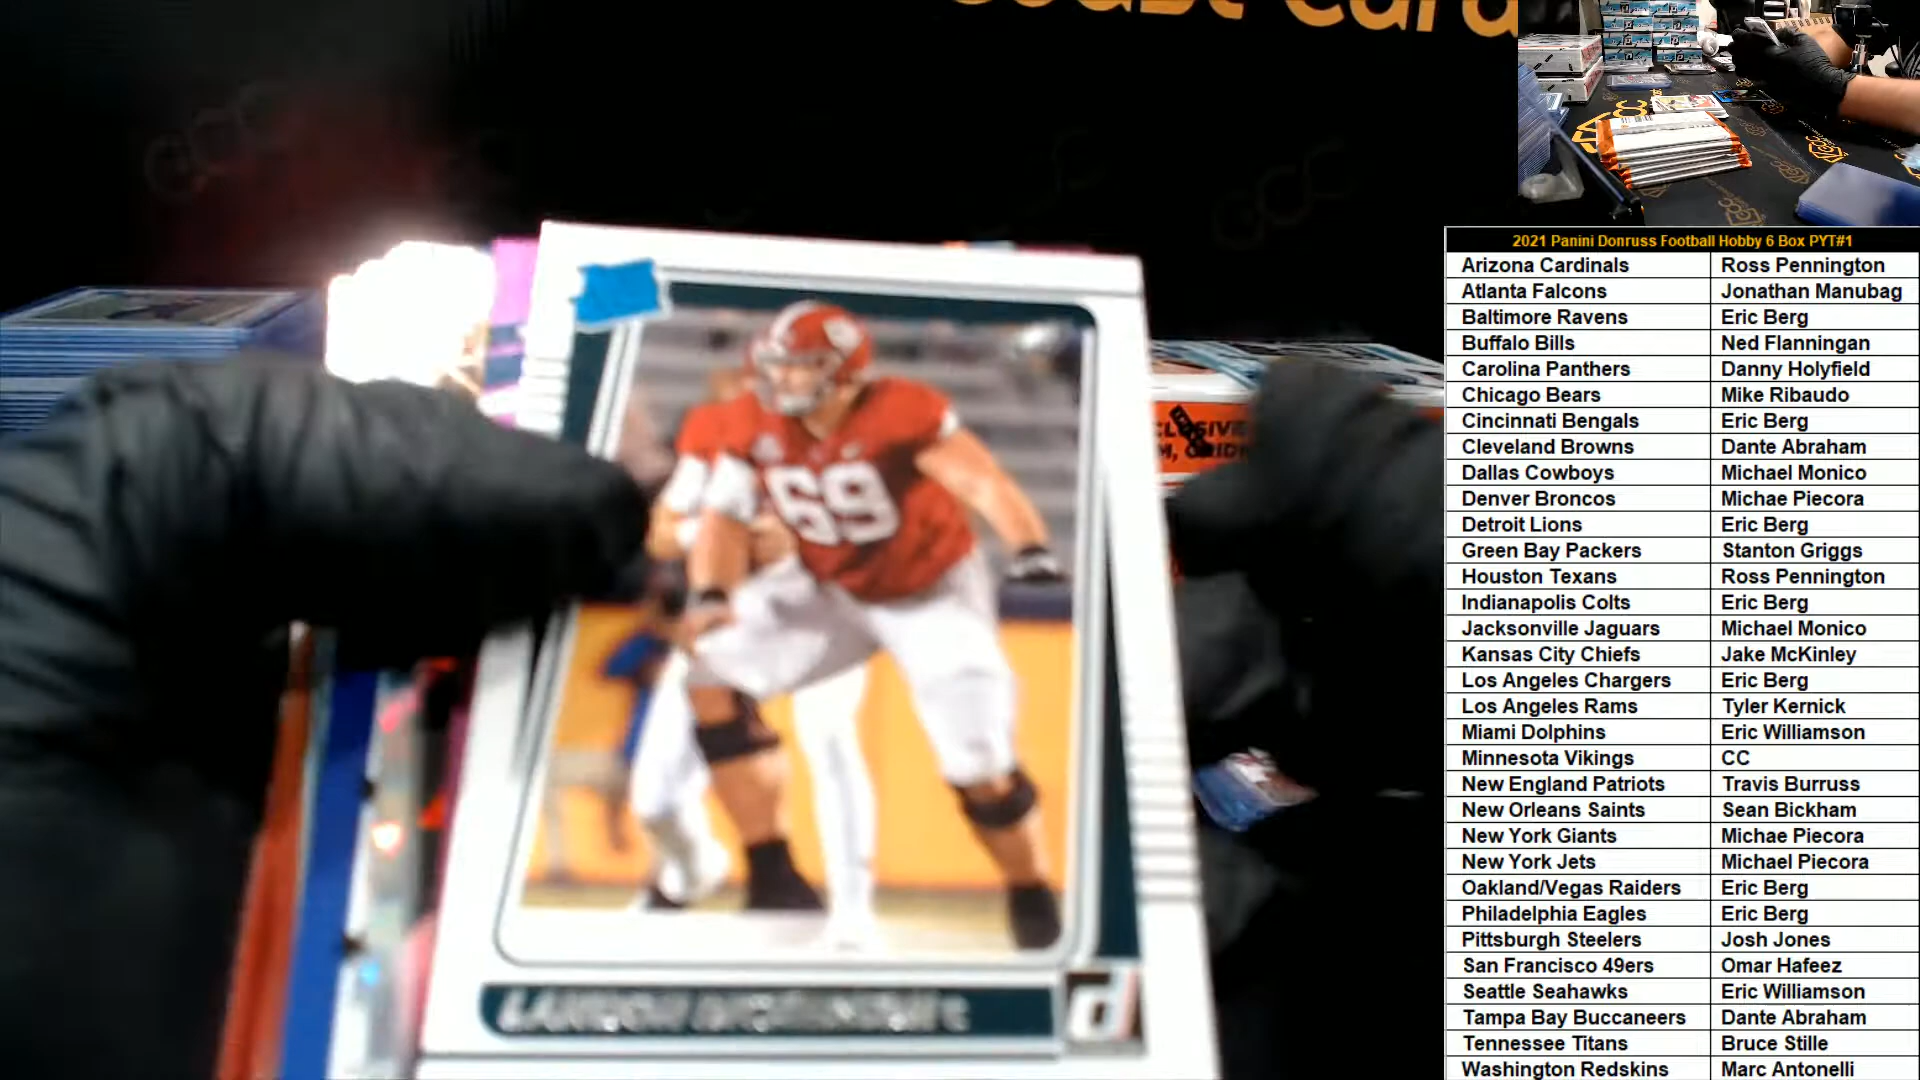 Coast Card
CLUSIVE
M, GRIDI
69
LANDON DICKERSON C
2021 Panini Donruss Football Hobby 6 Box PYT#1
Arizona Cardinals Ross Pennington
Atlanta Falcons Jonathan Manubag
Baltimore Ravens Eric Berg
Buffalo Bills Ned Flanningan
Carolina Panthers Danny Holyfield
Chicago Bears Mike Ribaudo
Cincinnati Bengals Eric Berg
Cleveland Browns Dante Abraham
Dallas Cowboys Michael Monico
Denver Broncos Michae Piecora
Detroit Lions Eric Berg
Green Bay Packers Stanton Griggs
Houston Texans Ross Pennington
Indianapolis Colts Eric Berg
Jacksonville Jaguars Michael Monico
Kansas City Chiefs Jake McKinley
Los Angeles Chargers Eric Berg
Los Angeles Rams Tyler Kernick
Miami Dolphins Eric Williamson
Minnesota Vikings CC
New England Patriots Travis Burruss
New Orleans Saints Sean Bickham
New York Giants Michae Piecora
New York Jets Michael Piecora
Oakland/Vegas Raiders Eric Berg
Philadelphia Eagles Eric Berg
Pittsburgh Steelers Josh Jones
San Francisco 49ers Omar Hafeez
Seattle Seahawks Eric Williamson
Tampa Bay Buccaneers Dante Abraham
Tennessee Titans Bruce Stille
Washington Redskins Marc Antonelli